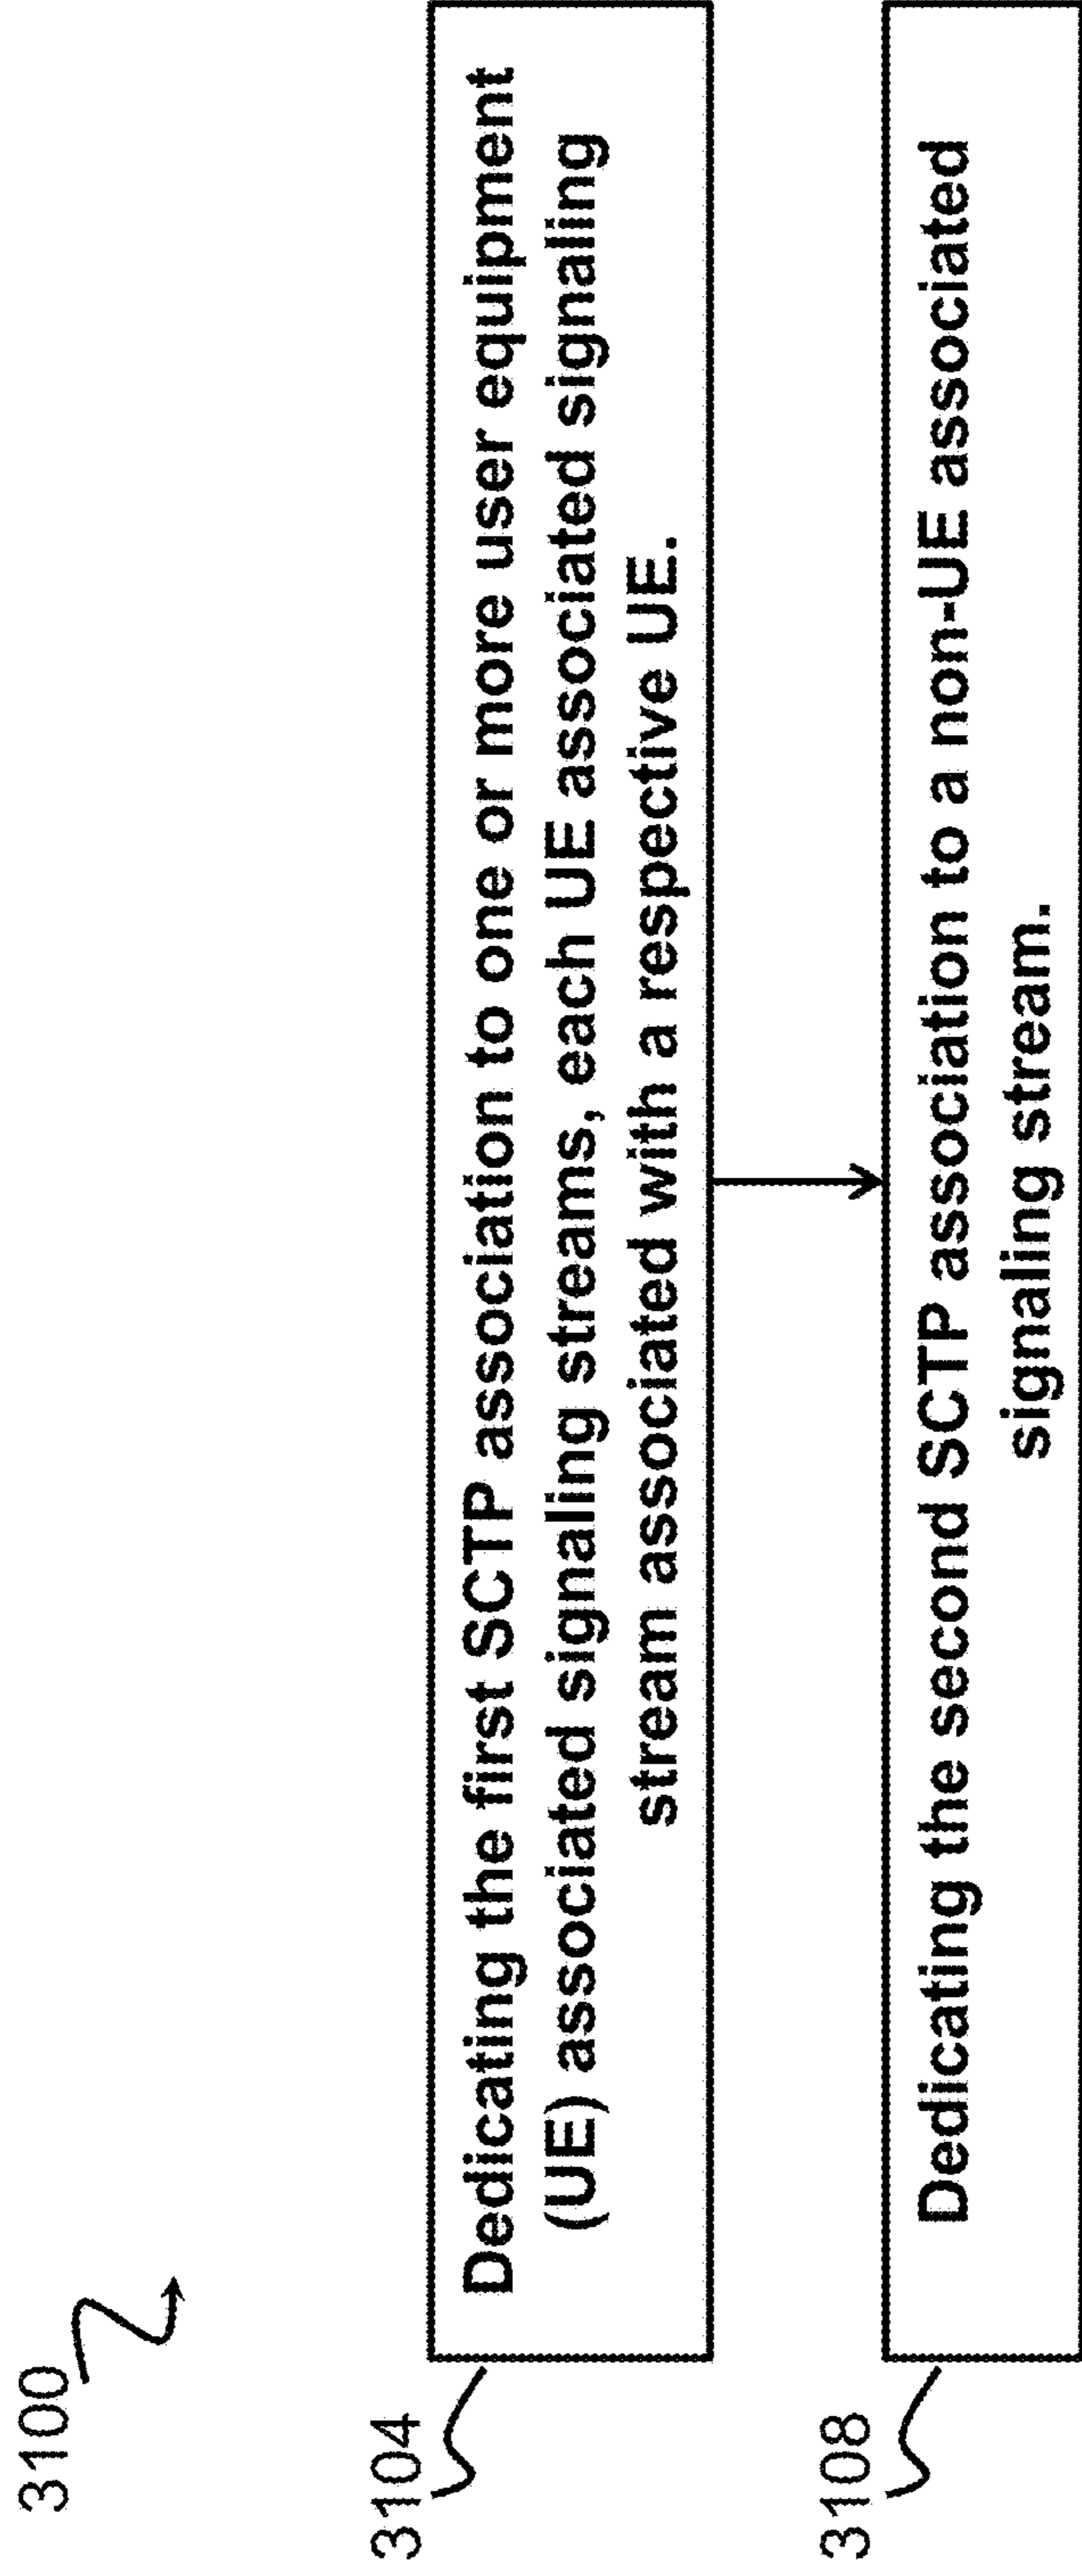 3100
3104
Dedicating the first SCTP association to one or more user equipment
(UE) associated signaling streams, each UE associated signaling
stream associated with a respective UE.
3108
Dedicating the second SCTP association to a non-UE associated
signaling stream.